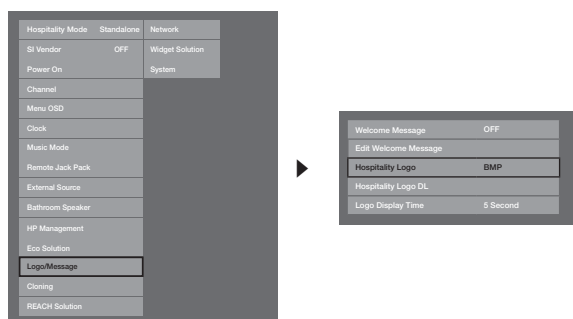 Hospitality Mode Standalone Network
SI Vendor OFF Widget Solution
Power On System
Channel
Menu OSD
Clock
Music Mode
Remote Jack Pack
External Source
Bathroom Speaker
HP Management
Eco Solution
Logo/Message
Cloning
REACH Solution
Welcome Message OFF
Edit Welcome Message
Hospitality Logo BMP
Hospitality Logo DL
Logo Display Time 5 Second